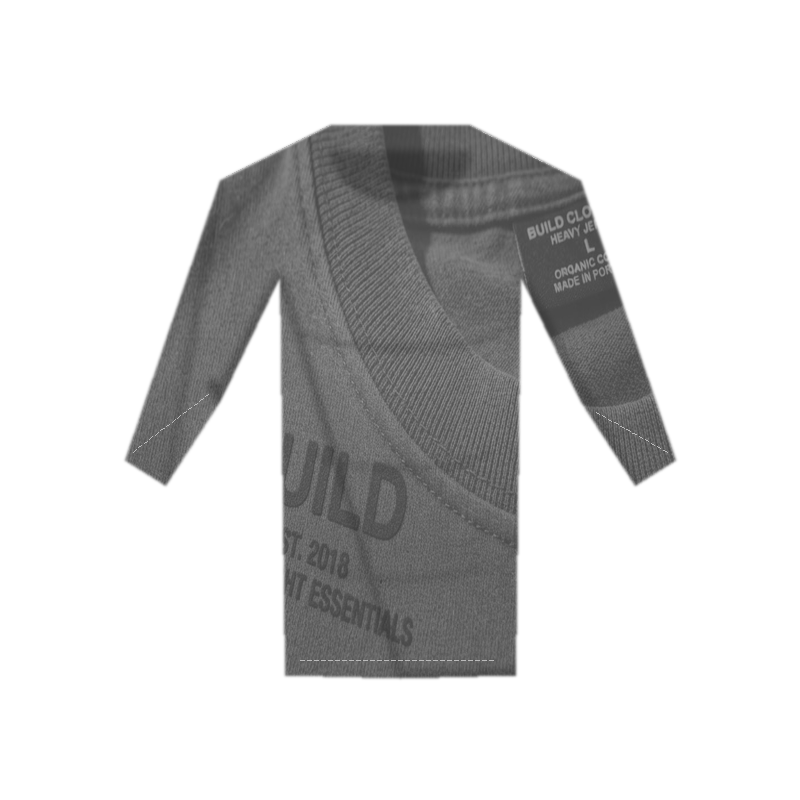 BUILD CLO
HEAVY JE
L
ORGANIC CO
MADE IN POR
UILD
ST. 2018
HT ESSENTIALS